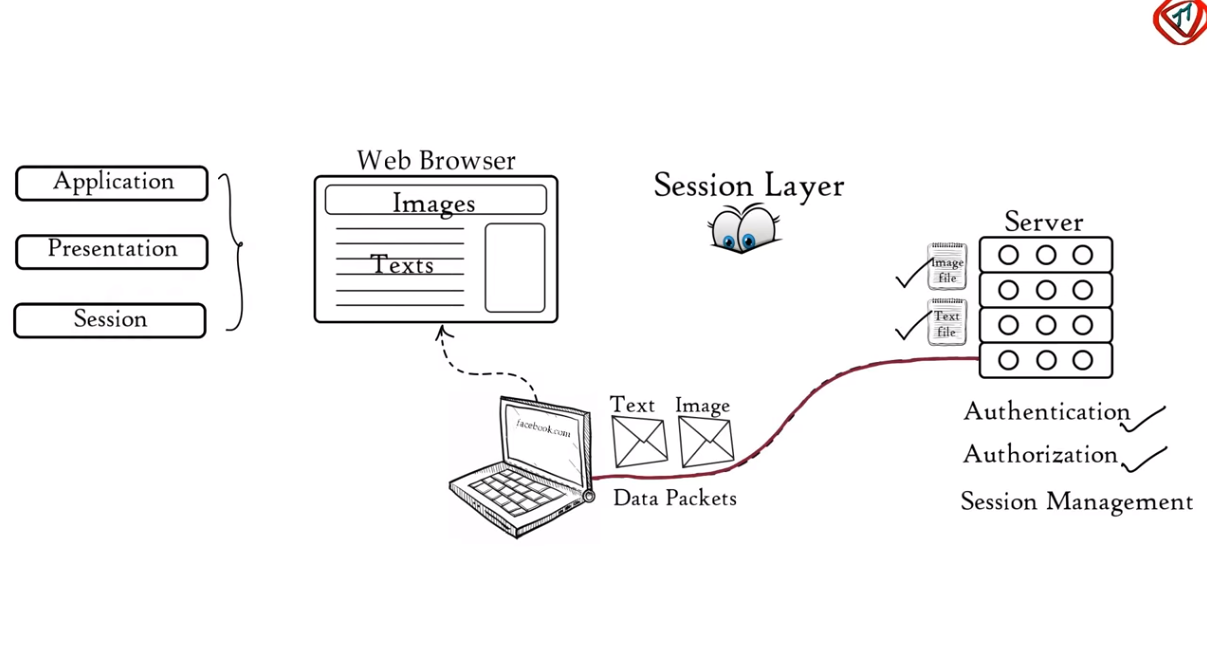 Application
Presentation
Session
Web Browser
Images
Texts
Session Layer
Server
Image
file
Text
file
facebook.com
Text
Image
Data Packets
Authentication
Authorization
Session Management